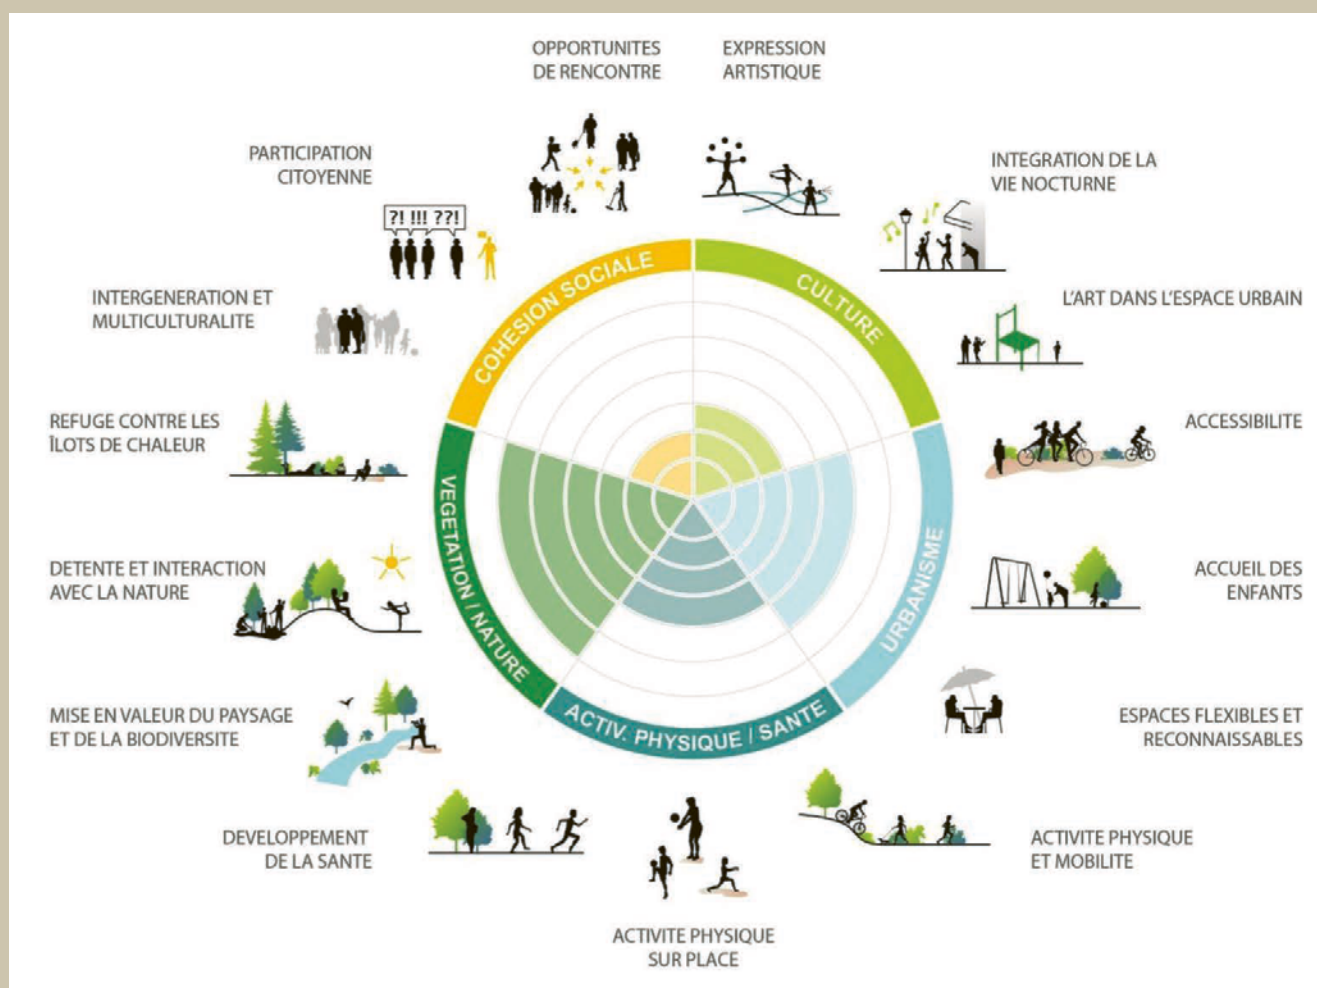 OPPORTUNITES
DE RENCONTRE
EXPRESSION
ARTISTIQUE
PARTICIPATION
CITOYENNE
?! !!! ??!
INTEGRATION DE LA
VIE NOCTURNE
INTERGENERATION ET
MULTICULTURALITE
L'ART DANS L'ESPACE URBAIN
REFUGE CONTRE LES
ÎLOTS DE CHALEUR
ACCESSIBILITE
DETENTE ET INTERACTION
AVEC LA NATURE
ACCUEIL DES
ENFANTS
MISE EN VALEUR DU PAYSAGE
ET DE LA BIODIVERSITE
ESPACES FLEXIBLES ET
RECONNAISSABLES
DEVELOPPEMENT
DE LA SANTE
ACTIVITE PHYSIQUE
ET MOBILITE
ACTIVITE PHYSIQUE
SUR PLACE
COHESION SOCIALE
CULTURE
URBANISME
ACTIV. PHYSIQUE / SANTE
VEGETATION / NATURE